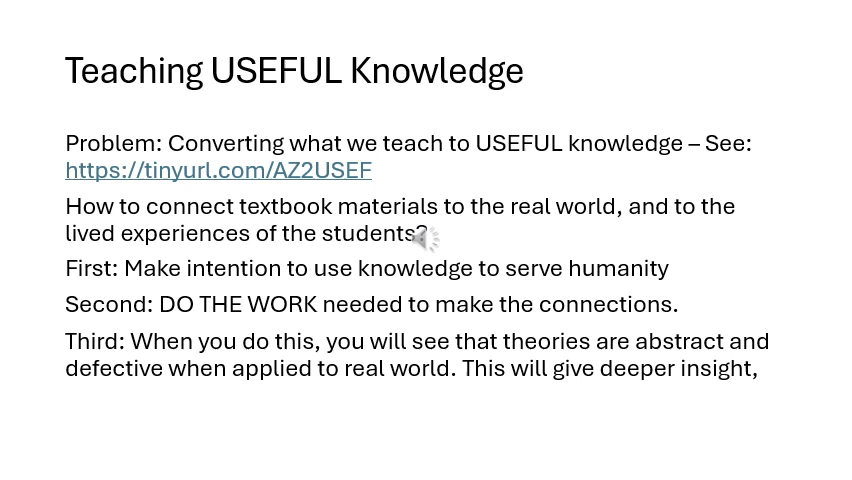 Teaching USEFUL Knowledge
Problem: Converting what we teach to USEFUL knowledge – See:
https://tinyurl.com/AZ2USEF
How to connect textbook materials to the real world, and to the
lived experiences of the students?
First: Make intention to use knowledge to serve humanity
Second: DO THE WORK needed to make the connections.
Third: When you do this, you will see that theories are abstract and
defective when applied to real world. This will give deeper insight,